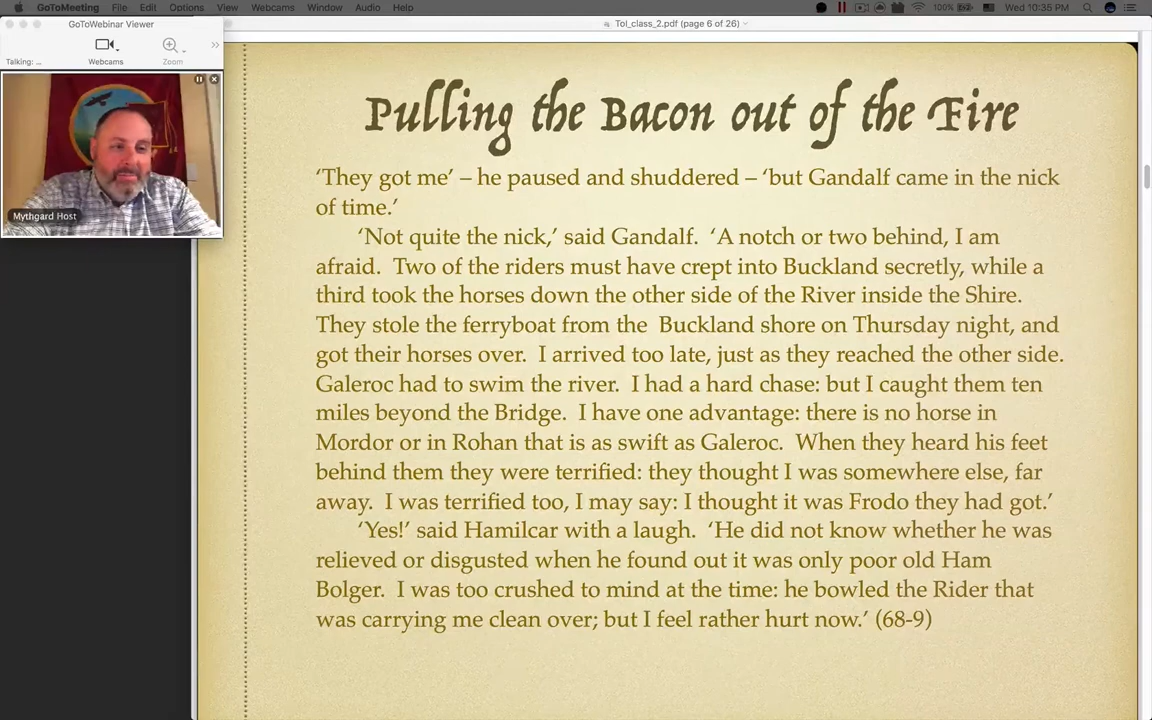 GoToMeeting File Edit Options View Webcams Window Audio Help 100% Wed 10:35 PM
GoToWebinar Viewer
ToI_class_2.pdf (page 6 of 26)
Talking: ...
Webcams
Zoom
Mythgard Host
Pulling the Bacon out of the Fire
‘They got me’ – he paused and shuddered – ‘but Gandalf came in the nick
of time.’
‘Not quite the nick,’ said Gandalf. ‘A notch or two behind, I am
afraid. Two of the riders must have crept into Buckland secretly, while a
third took the horses down the other side of the River inside the Shire.
They stole the ferryboat from the Buckland shore on Thursday night, and
got their horses over. I arrived too late, just as they reached the other side.
Galeroc had to swim the river. I had a hard chase: but I caught them ten
miles beyond the Bridge. I have one advantage: there is no horse in
Mordor or in Rohan that is as swift as Galeroc. When they heard his feet
behind them they were terrified: they thought I was somewhere else, far
away. I was terrified too, I may say: I thought it was Frodo they had got.’
‘Yes!’ said Hamilcar with a laugh. ‘He did not know whether he was
relieved or disgusted when he found out it was only poor old Ham
Bolger. I was too crushed to mind at the time: he bowled the Rider that
was carrying me clean over; but I feel rather hurt now.’ (68-9)